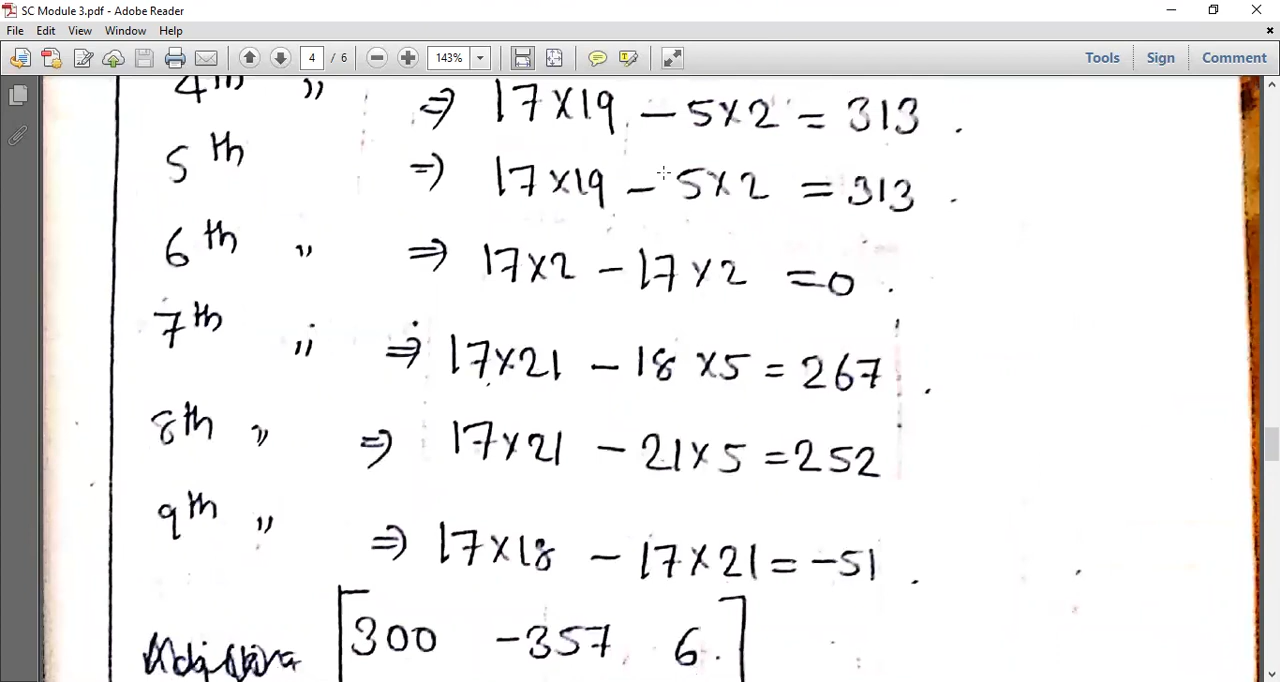 SC Module 3.pdf - Adobe Reader
File Edit View Window Help
4 / 6 143% Tools Sign Comment
4th " ⇒ 17×19 - 5×2 = 313.
5th ⇒ 17×19 - 5×2 = 313.
6th " ⇒ 17×2 - 17×2 = 0.
7th " ⇒ 17×21 - 18×5 = 267.
8th " ⇒ 17×21 - 21×5 = 252
9th " ⇒ 17×18 - 17×21 = -51.
300 -357 6.